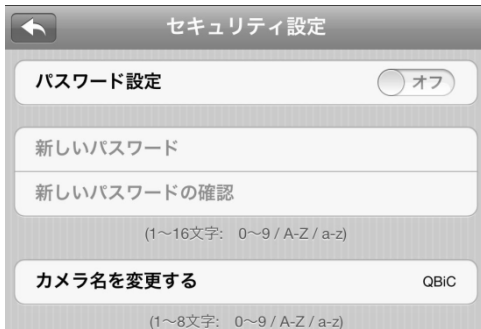 セキュリティ設定
パスワード設定 オフ
新しいパスワード
新しいパスワードの確認
(1〜16文字: 0〜9 / A-Z / a-z)
カメラ名を変更する QBiC
(1〜8文字: 0〜9 / A-Z / a-z)